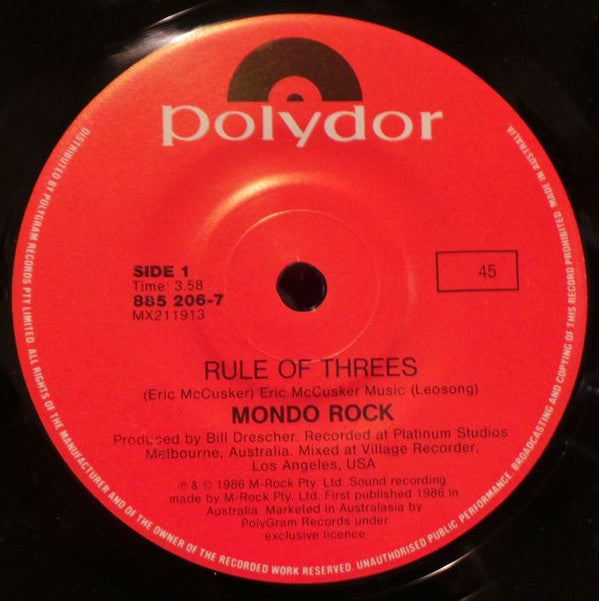 polydor
SIDE 1
Time: 3.58
885 206-7
MX211913
45
RULE OF THREES
(Eric McCusker) Eric McCusker Music (Leosong)
MONDO ROCK
Produced by Bill Drescher. Recorded at Platinum Studios
Melbourne, Australia. Mixed at Village Recorder,
Los Angeles, USA
℗ & © 1986 M-Rock Pty. Ltd. Sound recording
made by M-Rock Pty. Ltd. First published 1986 in
Australia. Marketed in Australasia by
PolyGram Records under
exclusive licence
DISTRIBUTED BY POLYGRAM RECORDS PTY LIMITED. ALL RIGHTS OF THE MANUFACTURER AND OF THE OWNER OF THE RECORDED WORK RESERVED. UNAUTHORISED PUBLIC PERFORMANCE, BROADCASTING AND COPYING OF THIS RECORD PROHIBITED. MADE IN AUSTRALIA.